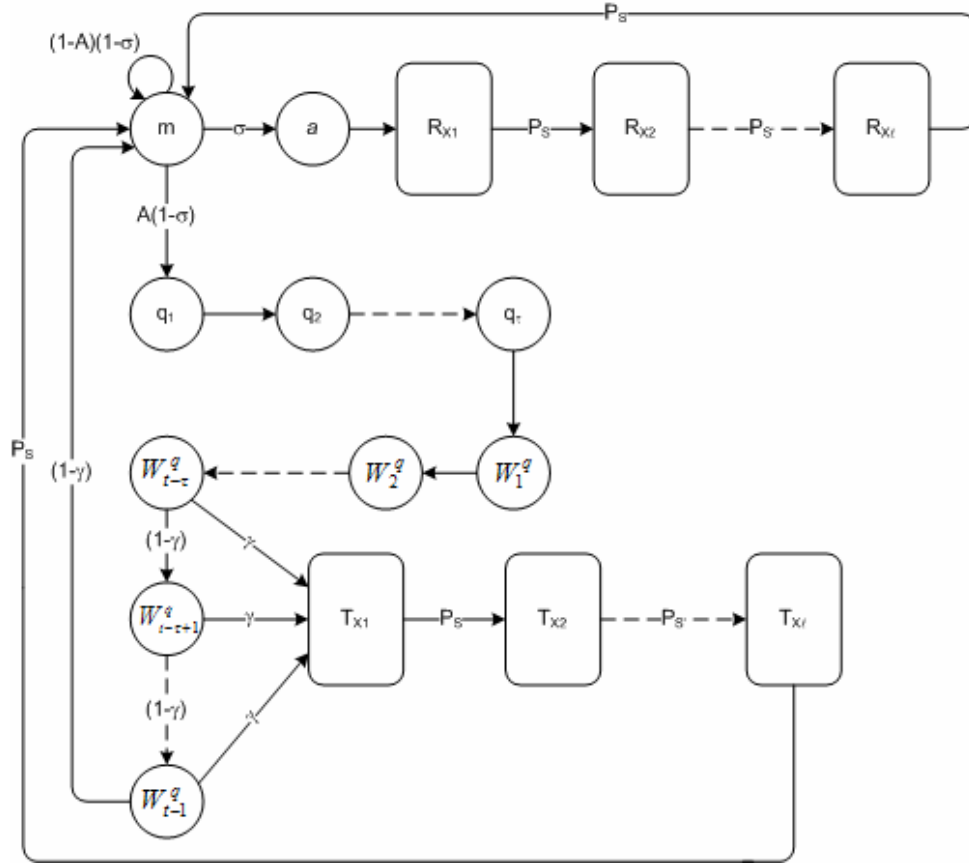 P_S
(1-A)(1-σ)
m
σ
a
R_X1
P_S
R_X2
P_S'
R_Xℓ
A(1-σ)
q_1
q_2
q_τ
P_S
(1-γ)
W^q_{t-τ}
W^q_2
W^q_1
(1-γ)
γ
W^q_{t-τ+1}
γ
T_X1
P_S
T_X2
P_S'
T_Xℓ
(1-γ)
γ
W^q_{t-1}